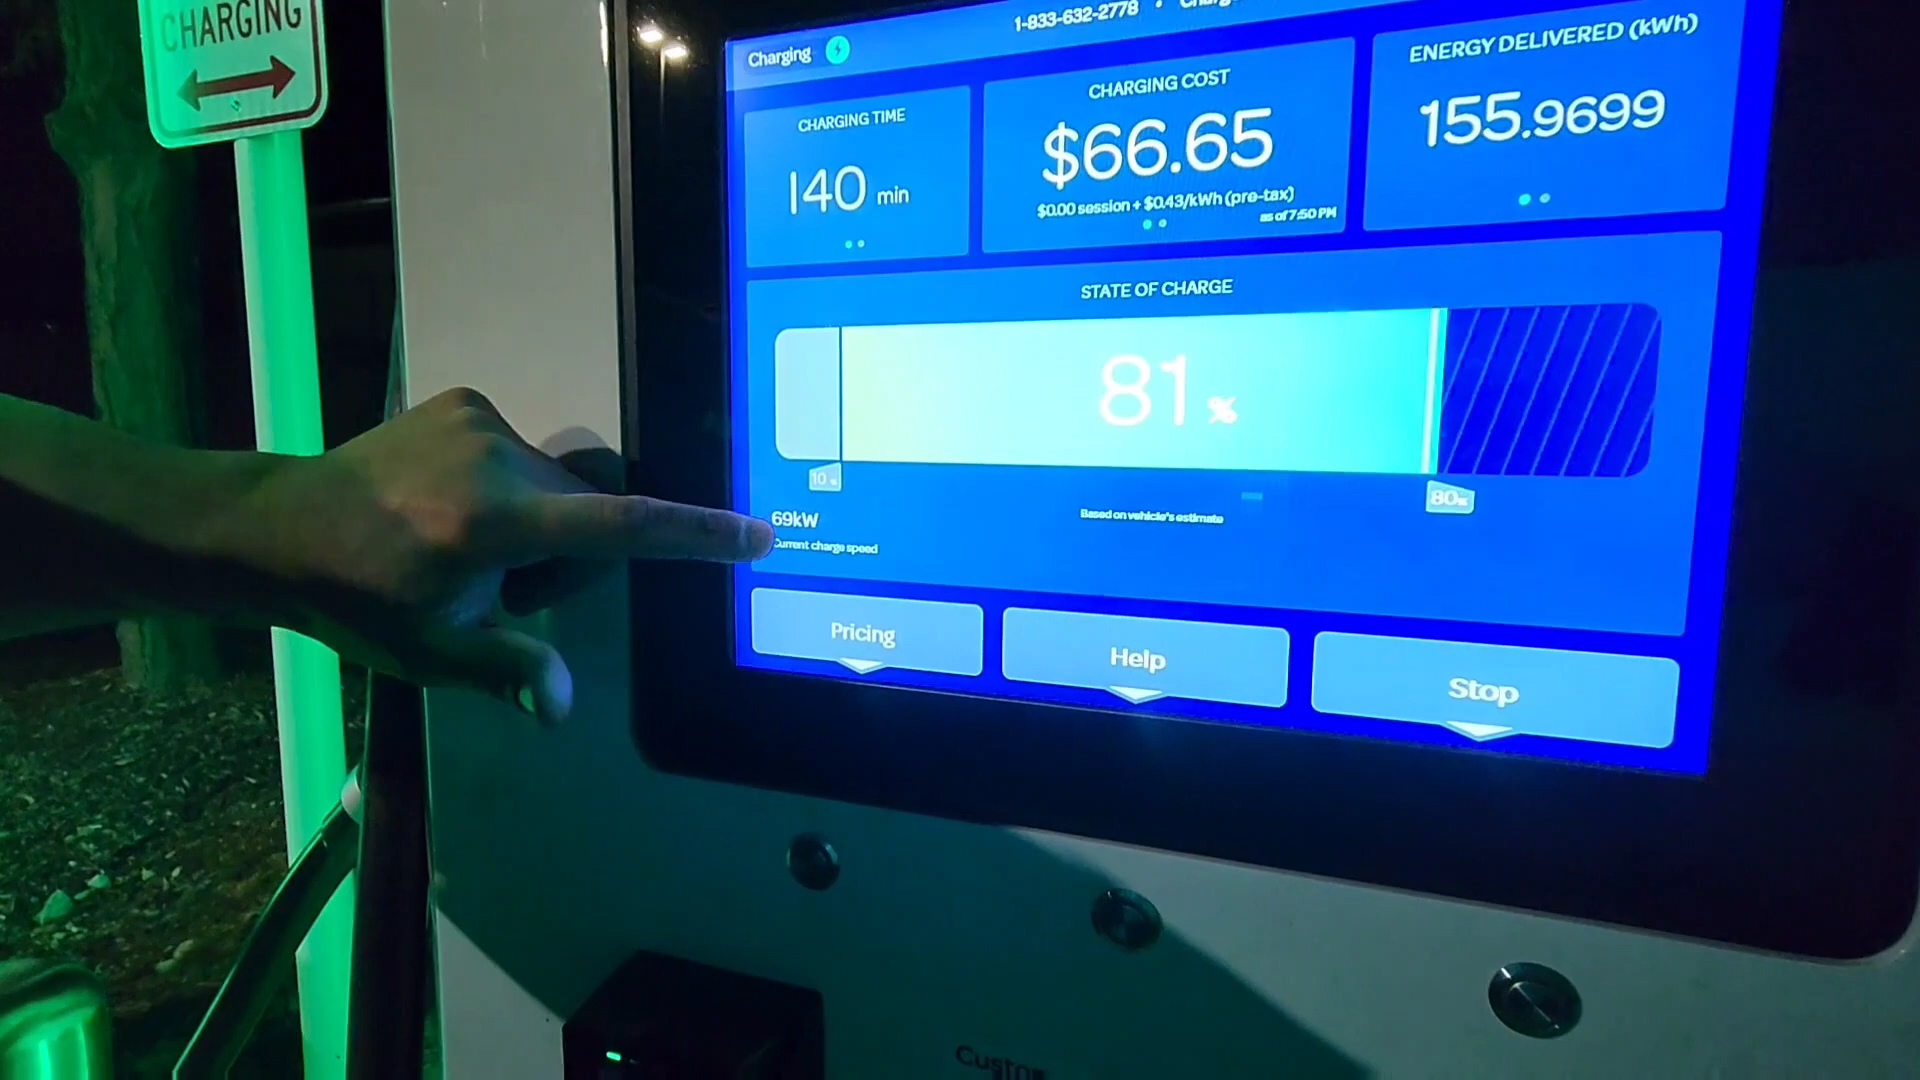 CHARGING
1-833-632-2778 •
Charging
CHARGING TIME
140 min
CHARGING COST
$66.65
$0.00 session + $0.43/kWh (pre-tax)
as of 7:50 PM
ENERGY DELIVERED (kWh)
155.9699
STATE OF CHARGE
81 %
10 %
80%
69kW
Current charge speed
Based on vehicle's estimate
Pricing
Help
Stop